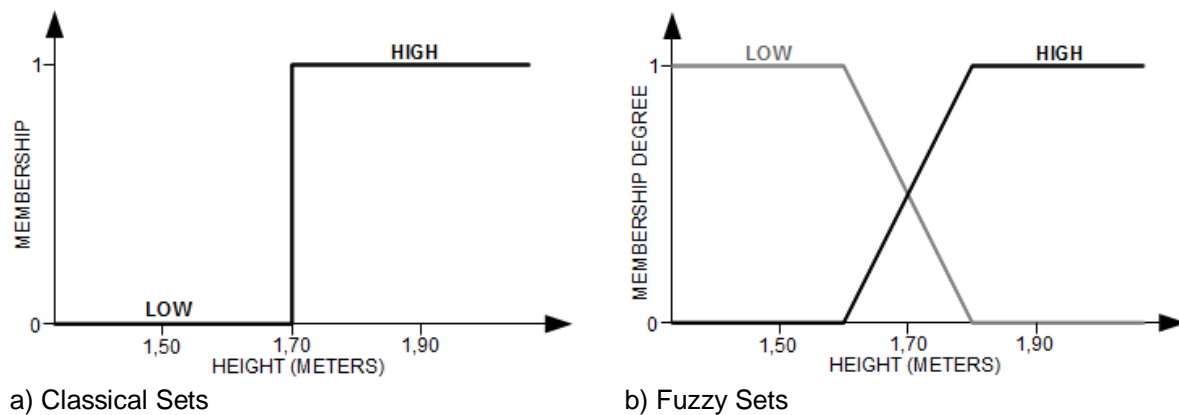 MEMBERSHIP
1
HIGH
LOW
0
1,50
1,70
1,90
HEIGHT (METERS)
a) Classical Sets
MEMBERSHIP DEGREE
1
LOW
HIGH
0
1,50
1,70
1,90
HEIGHT (METERS)
b) Fuzzy Sets